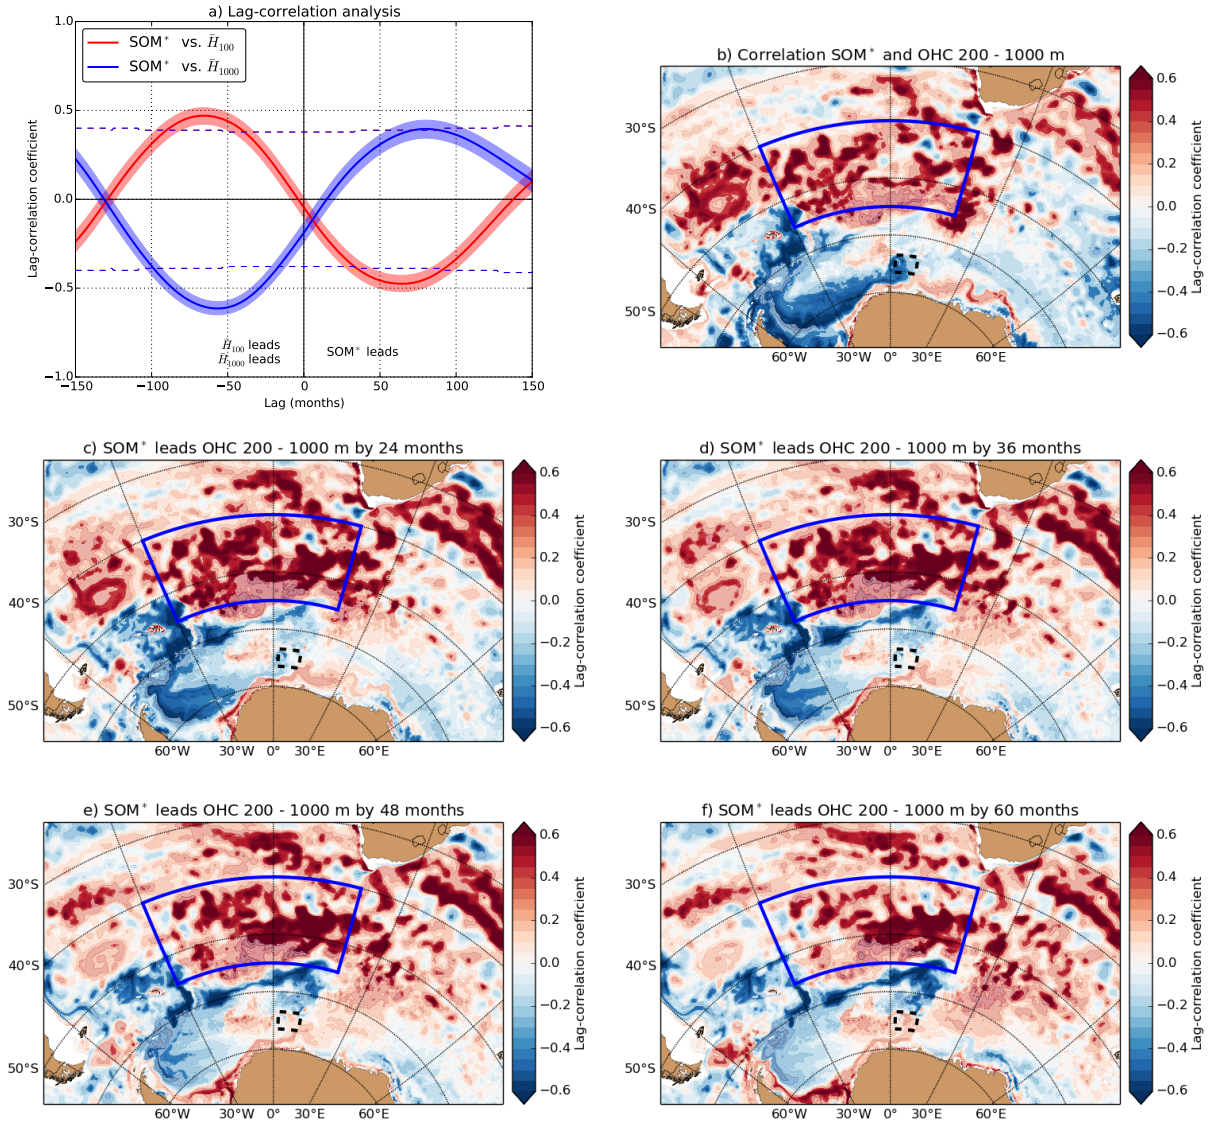 a) Lag-correlation analysis
1.0
0.5
0.0
−0.5
−1.0
Lag-correlation coefficient
SOM* vs. H̄₁₀₀
SOM* vs. H̄₁₀₀₀
H̄₁₀₀ leads
H̄₁₀₀₀ leads
SOM* leads
−150 −100 −50 0 50 100 150
Lag (months)
b) Correlation SOM* and OHC 200 - 1000 m
30°S
40°S
50°S
60°W 30°W 0° 30°E 60°E
0.6
0.4
0.2
0.0
−0.2
−0.4
−0.6
Lag-correlation coefficient
c) SOM* leads OHC 200 - 1000 m by 24 months
30°S
40°S
50°S
60°W 30°W 0° 30°E 60°E
0.6
0.4
0.2
0.0
−0.2
−0.4
−0.6
Lag-correlation coefficient
d) SOM* leads OHC 200 - 1000 m by 36 months
30°S
40°S
50°S
60°W 30°W 0° 30°E 60°E
0.6
0.4
0.2
0.0
−0.2
−0.4
−0.6
Lag-correlation coefficient
e) SOM* leads OHC 200 - 1000 m by 48 months
30°S
40°S
50°S
60°W 30°W 0° 30°E 60°E
0.6
0.4
0.2
0.0
−0.2
−0.4
−0.6
Lag-correlation coefficient
f) SOM* leads OHC 200 - 1000 m by 60 months
30°S
40°S
50°S
60°W 30°W 0° 30°E 60°E
0.6
0.4
0.2
0.0
−0.2
−0.4
−0.6
Lag-correlation coefficient